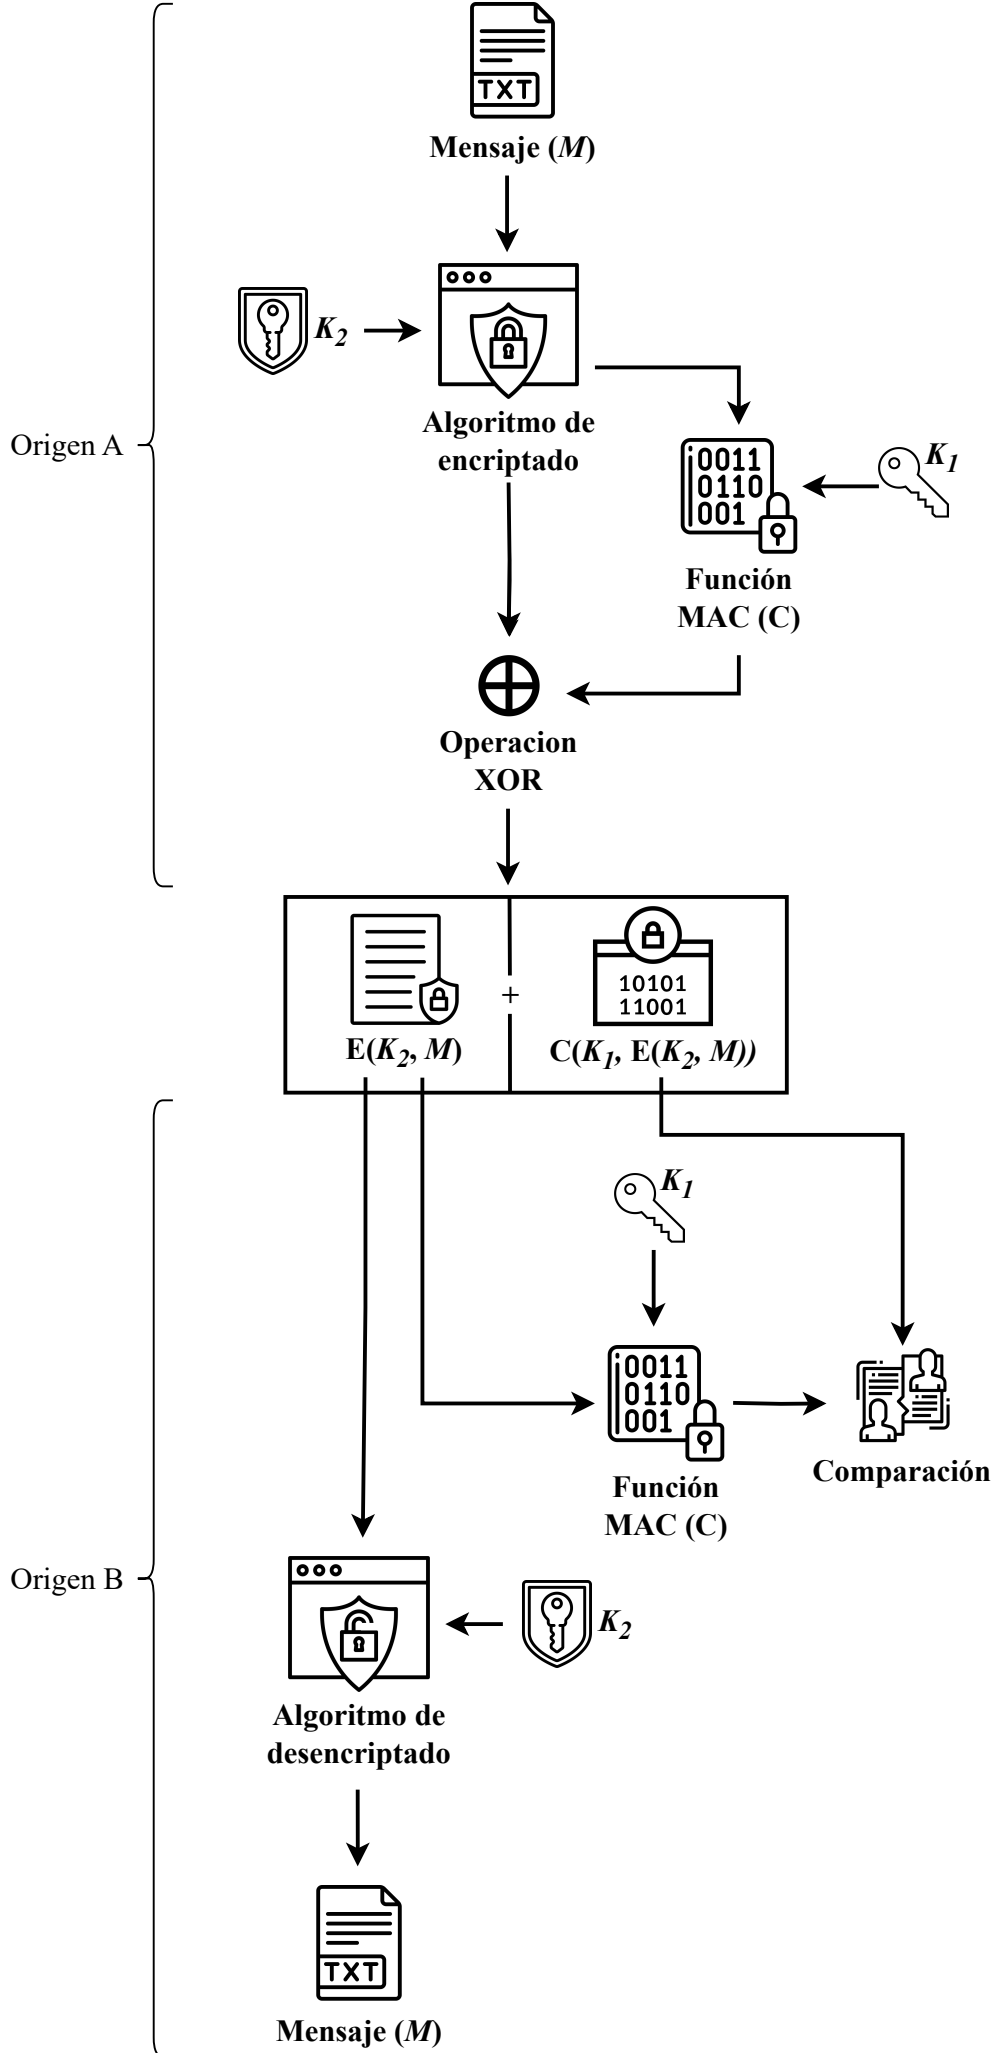 TXT
Mensaje (M)
K2
Algoritmo de
encriptado
Origen A
K1
0011
0110
001
Función
MAC (C)
Operacion
XOR
10101
11001
+
E(K2, M)
C(K1, E(K2, M))
K1
0011
0110
001
Comparación
Función
MAC (C)
Origen B
K2
Algoritmo de
desencriptado
TXT
Mensaje (M)